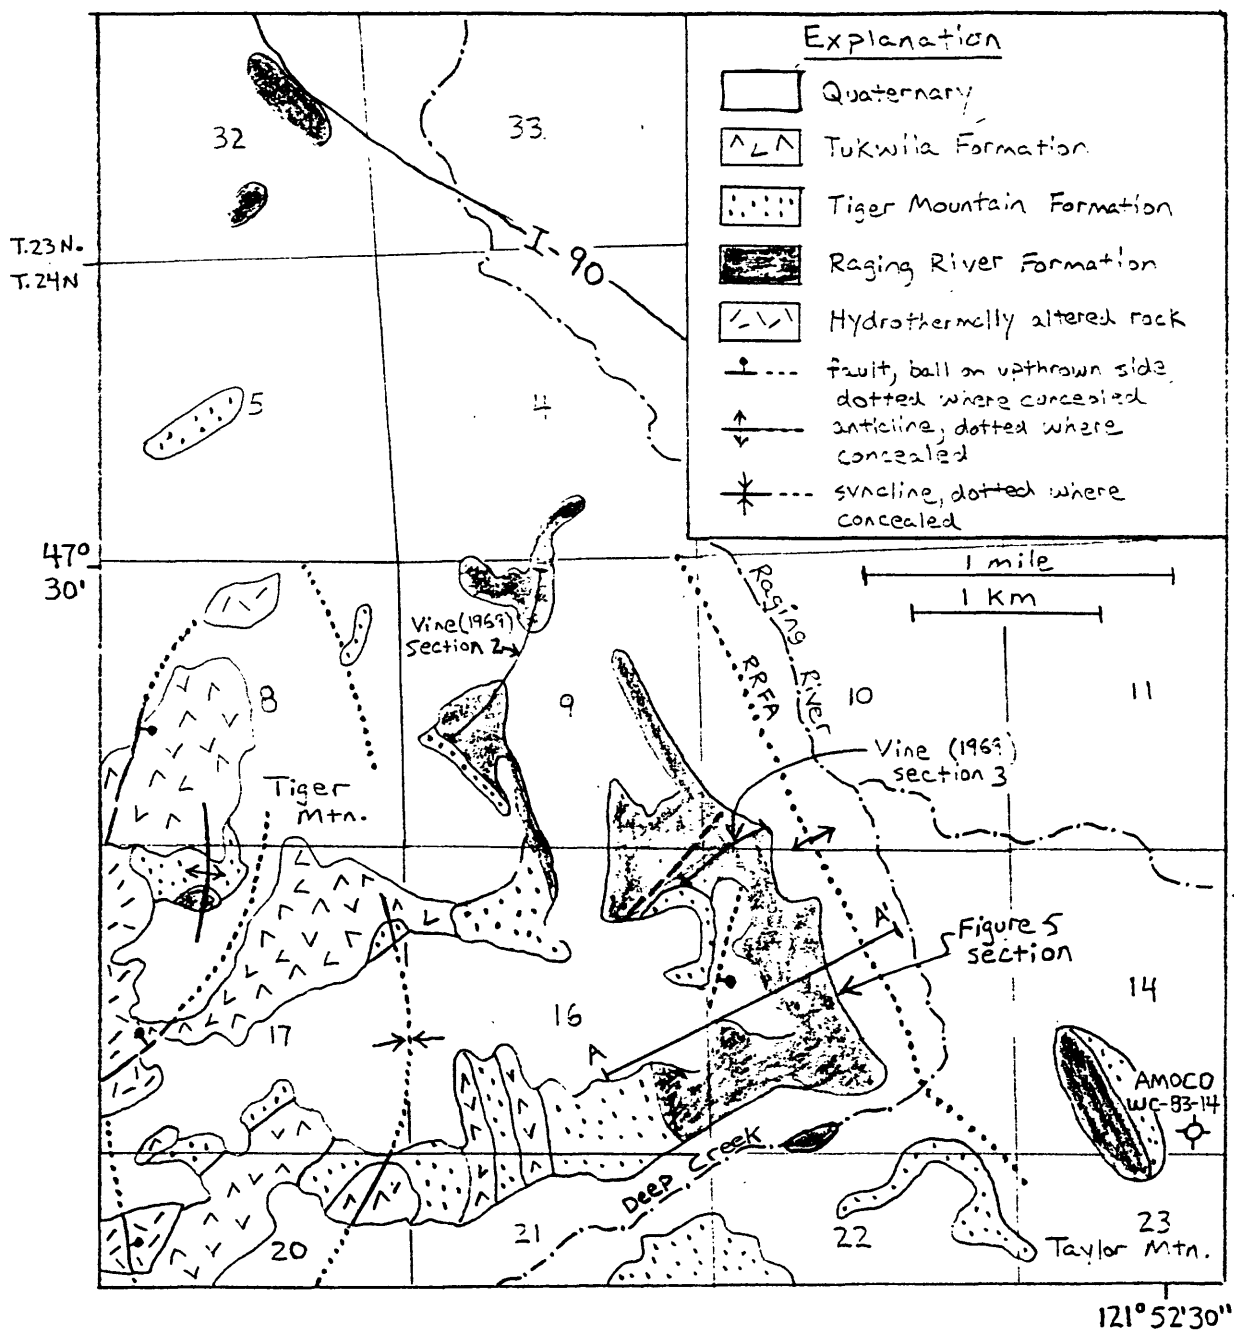 Explanation
Quaternary
Tukwila Formation
Tiger Mountain Formation
Raging River Formation
Hydrothermally altered rock
fault, ball on upthrown side,
dotted where concealed
anticline, dotted where
concealed
syncline, dotted where
concealed
32
33
T.23N.
T.24N
I-90
5
4
47°
30'
1 mile
1 Km
Vine (1969)
section 2
Raging
River
RRFA
8
9
10
11
Vine (1969)
section 3
Tiger
Mtn.
A'
Figure 5
section
17
16
A
14
AMOCO
WC-83-14
Deep Creek
20
21
22
23
Taylor Mtn.
121°52'30"